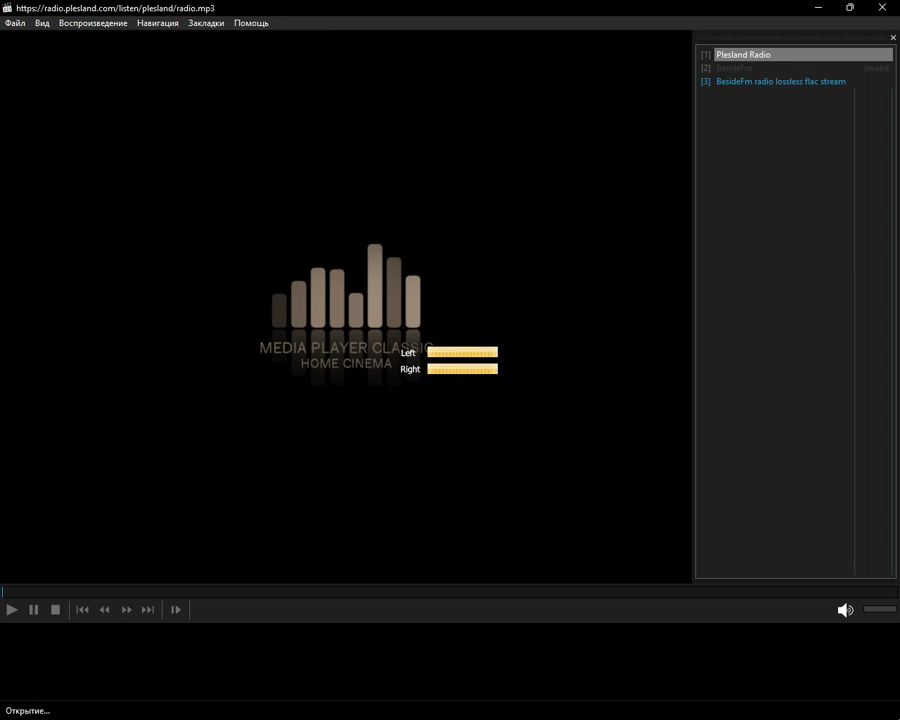 https://radio.plesland.com/listen/plesland/radio.mp3
Файл Вид Воспроизведение Навигация Закладки Помощь
[1] Plesland Radio
[2] BesideFm Invalid
[3] BesideFm radio lossless flac stream
MEDIA PLAYER CLASSIC
HOME CINEMA
Left
Right
Открытие...